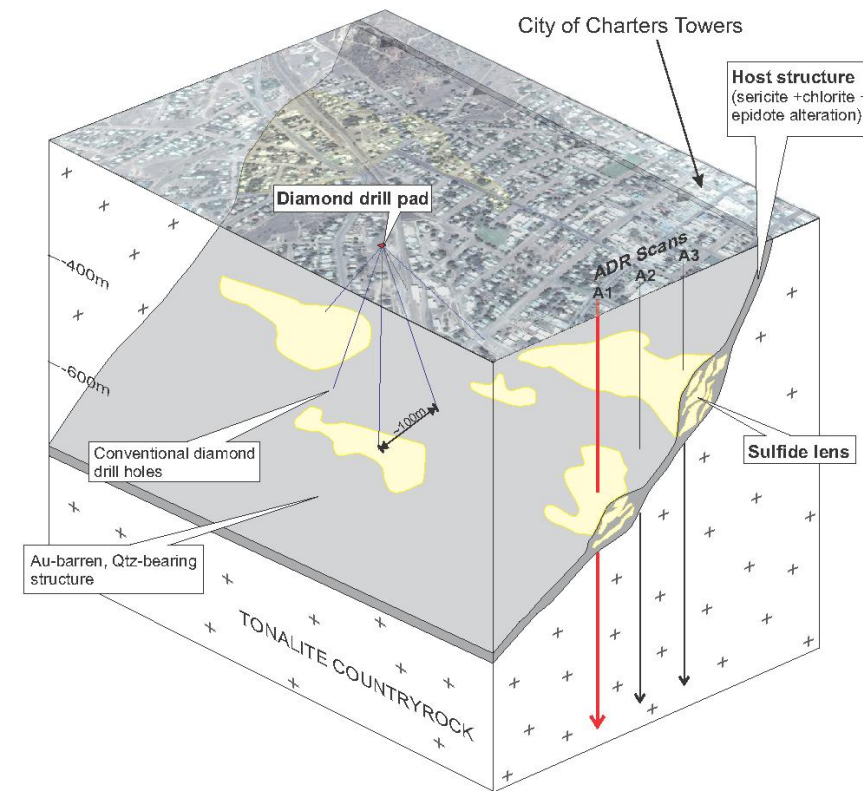 City of Charters Towers
Host structure
(sericite +chlorite +
epidote alteration)
Diamond drill pad
ADR Scans
A1
A2
A3
-400m
-600m
~100m
Conventional diamond
drill holes
Sulfide lens
Au-barren, Qtz-bearing
structure
TONALITE COUNTRYROCK